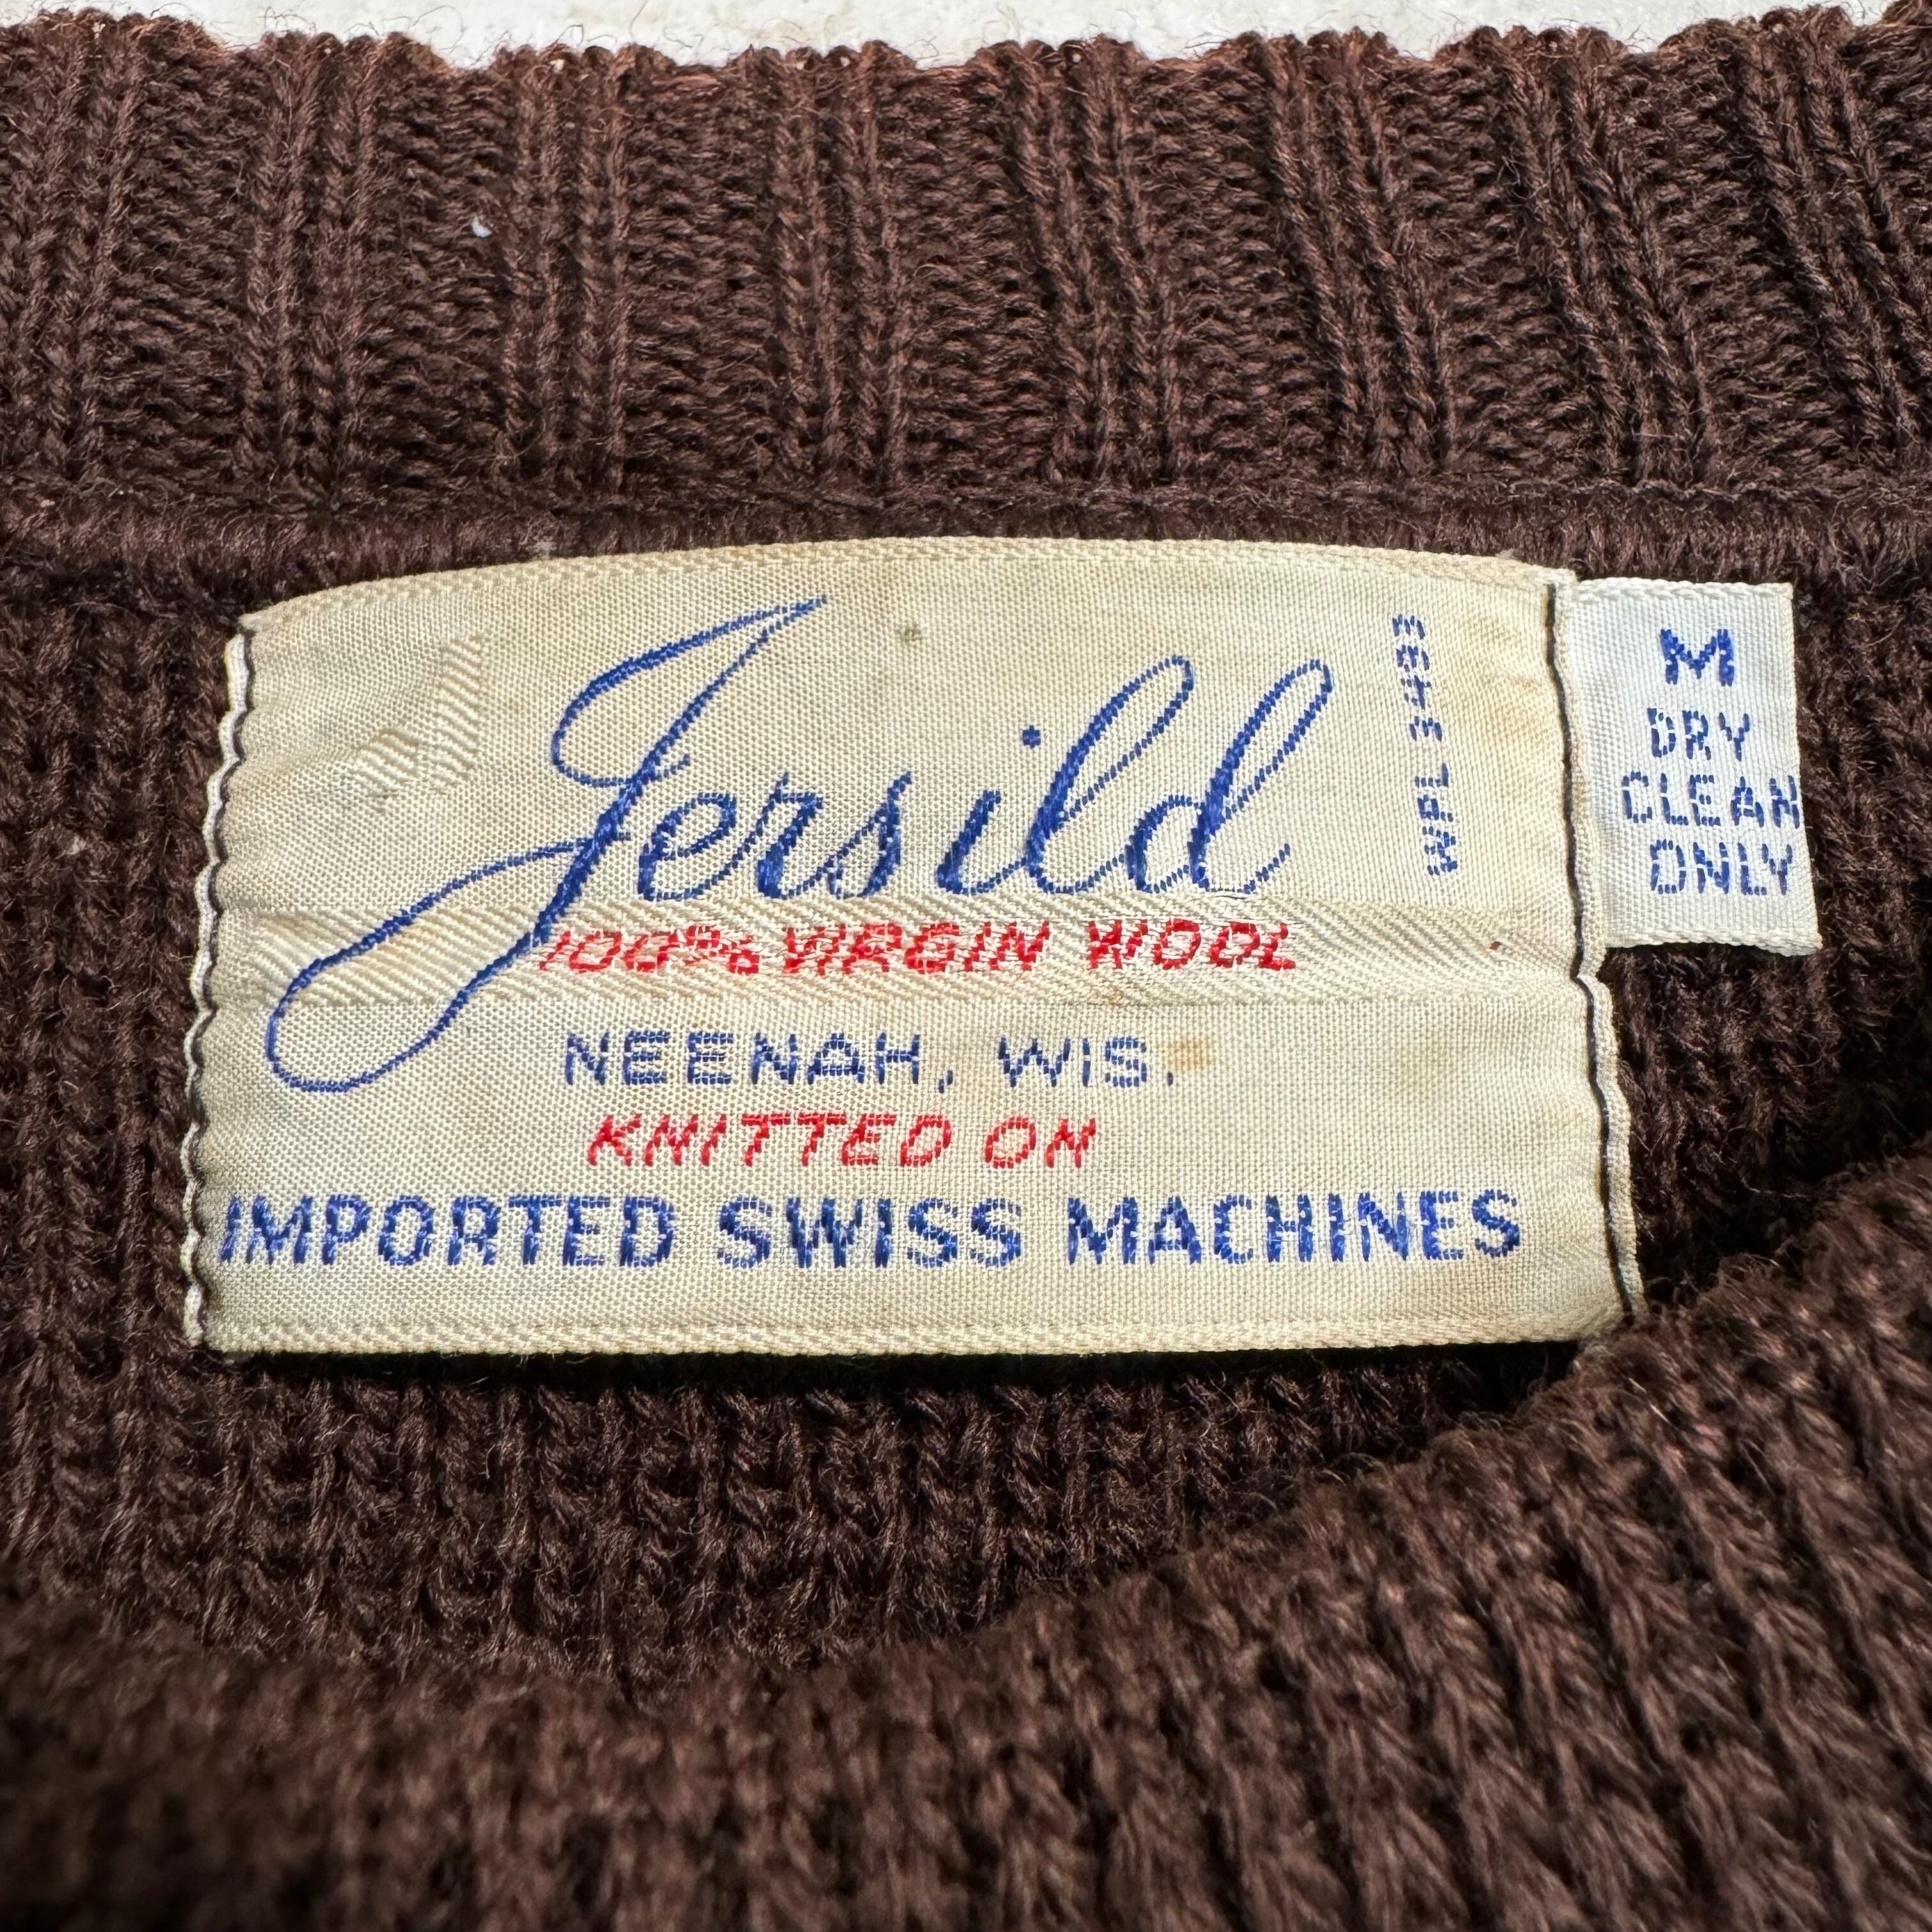 Jersild
WPL 3493
100% VIRGIN WOOL
NEENAH, WIS.
KNITTED ON
IMPORTED SWISS MACHINES
M
DRY
CLEAN
ONLY